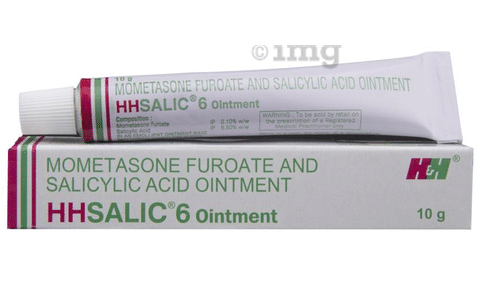 ©1mg
10 g
MOMETASONE FUROATE AND SALICYLIC ACID OINTMENT
HHSALIC®6 Ointment
Composition :
Mometasone Furoate IP 0.10% w/w
Salicylic Acid IP 6.00% w/w
WARNING : To be sold by retail on
the prescription of a Registered
Medical Practitioner only.
MOMETASONE FUROATE AND
SALICYLIC ACID OINTMENT
H&H®
HHSALIC®6 Ointment
10 g